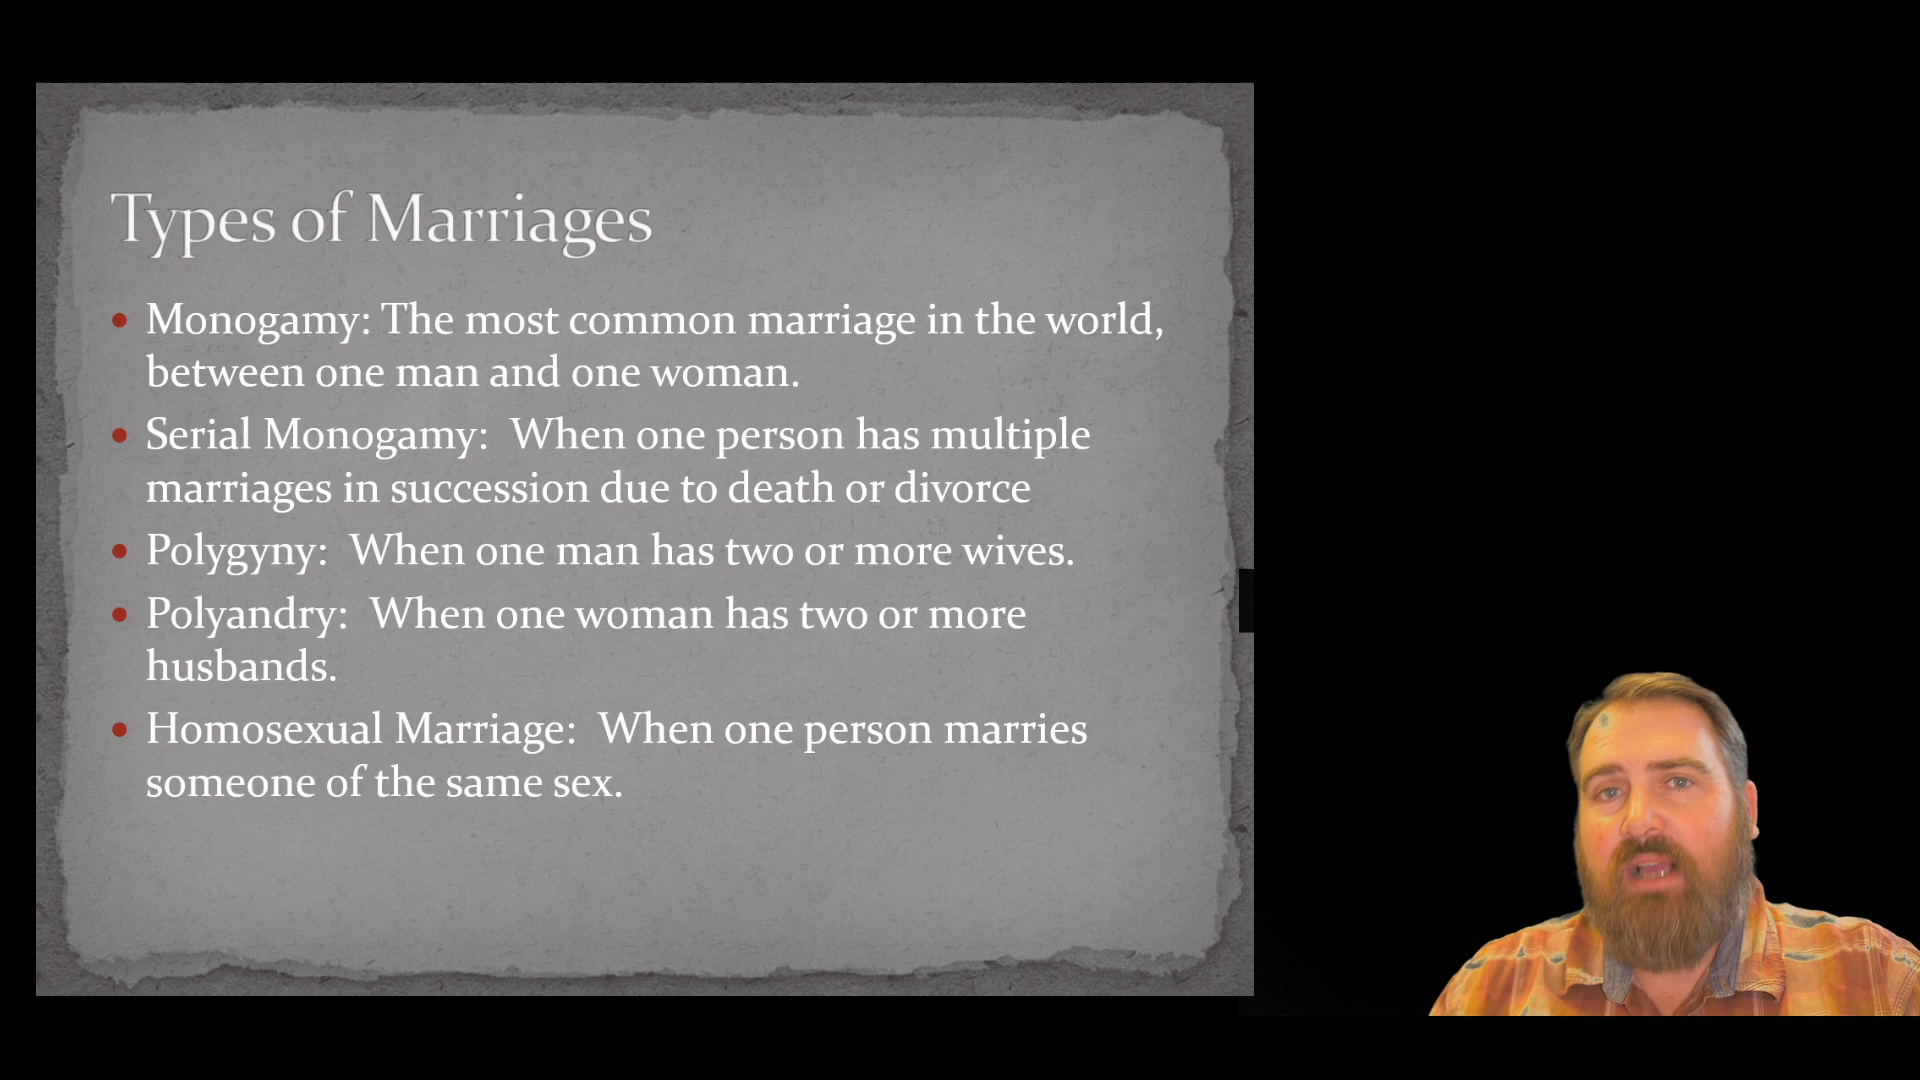 Types of Marriages
• Monogamy: The most common marriage in the world,
between one man and one woman.
• Serial Monogamy:  When one person has multiple
marriages in succession due to death or divorce
• Polygyny:  When one man has two or more wives.
• Polyandry:  When one woman has two or more
husbands.
• Homosexual Marriage:  When one person marries
someone of the same sex.